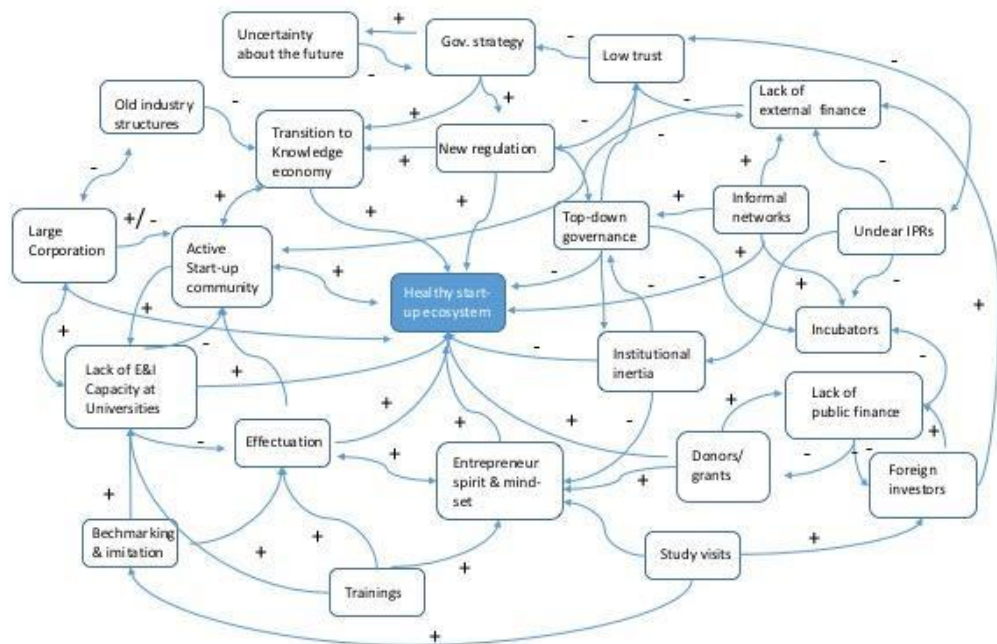 Uncertainty
about the future
Gov. strategy
Low trust
Lack of
external finance
Old industry
structures
Transition to
Knowledge
economy
New regulation
Informal
networks
Large
Corporation
+/ -
Active
Start-up
community
Top-down
governance
Unclear IPRs
Healthy start-
up ecosystem
Incubators
Lack of E&I
Capacity at
Universities
Institutional
inertia
Lack of
public finance
Effectuation
Entrepreneur
spirit & mind-
set
Donors/
grants
Foreign
investors
Bechmarking
& imitation
Trainings
Study visits